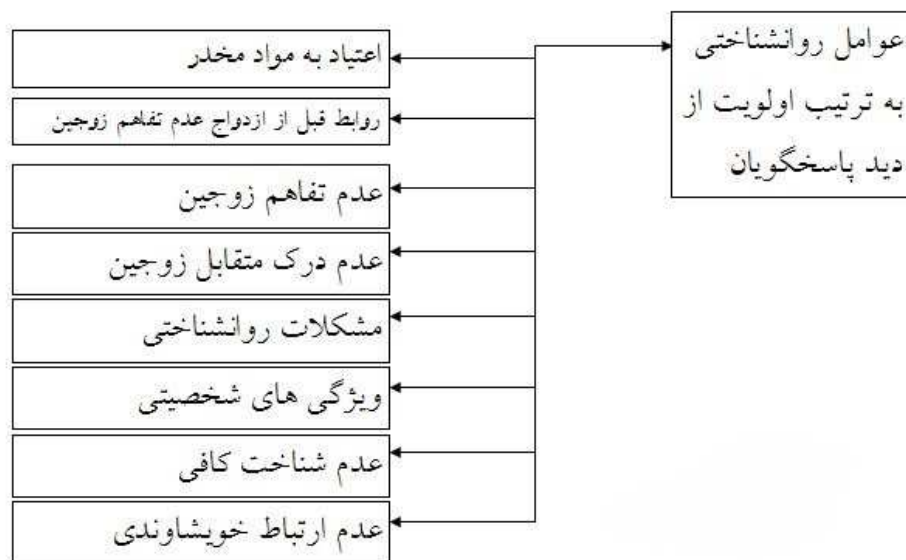 عوامل روانشناختی
به ترتیب اولویت از
دید پاسخگویان
اعتیاد به مواد مخدر
روابط قبل از ازدواج عدم تفاهم زوجین
عدم تفاهم زوجین
عدم درک متقابل زوجین
مشکلات روانشناختی
ویژگی های شخصیتی
عدم شناخت کافی
عدم ارتباط خویشاوندی